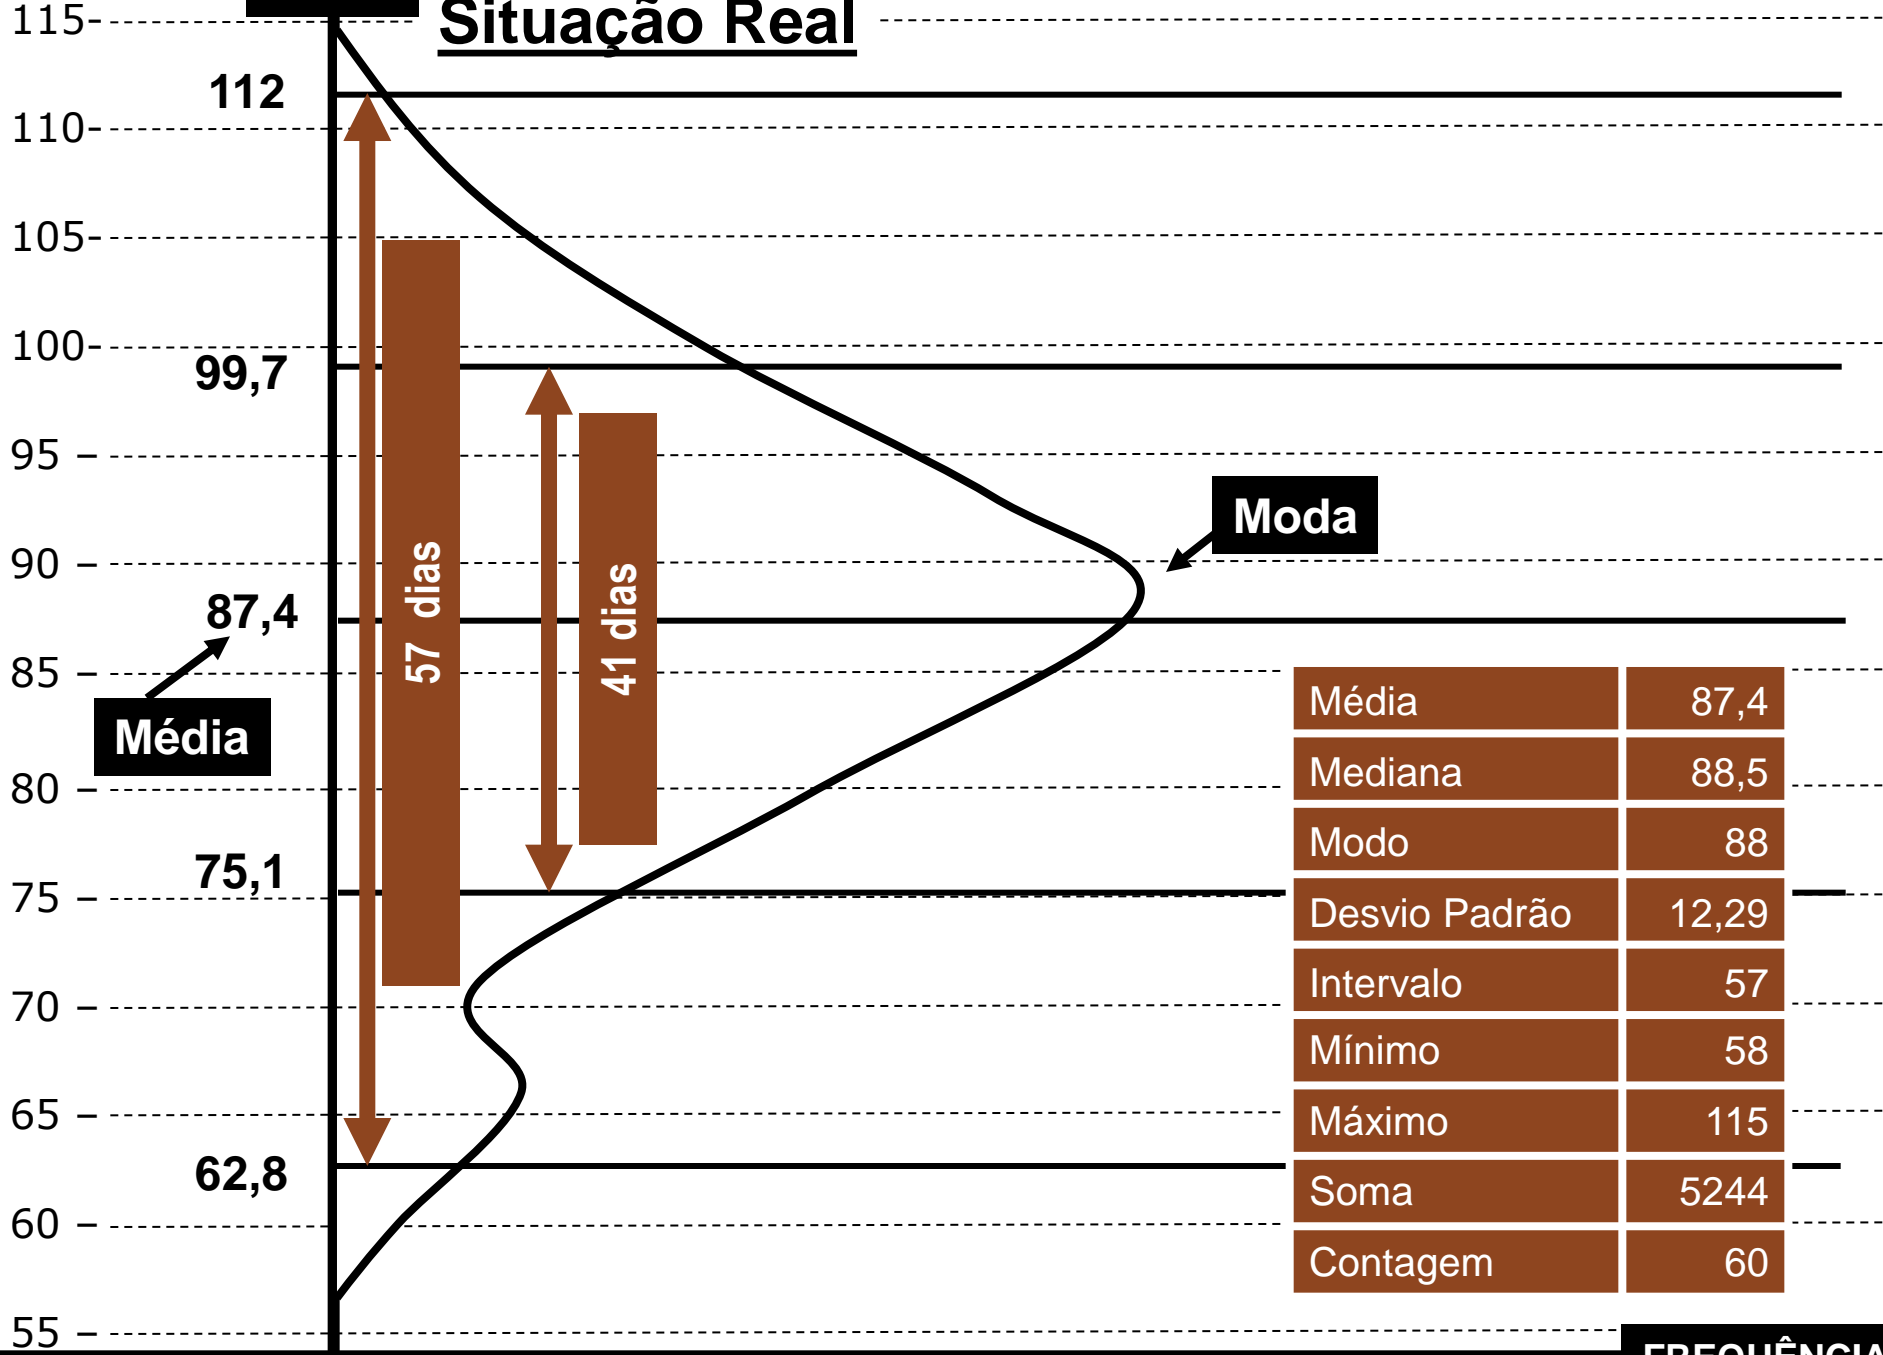 Situação Real
115-
112
110-
105-
100-
99,7
95 –
90 –
87,4
85 –
Média
80 –
75,1
75 –
70 –
65 –
62,8
60 –
55 –
57 dias
41 dias
Moda
Média 87,4
Mediana 88,5
Modo 88
Desvio Padrão 12,29
Intervalo 57
Mínimo 58
Máximo 115
Soma 5244
Contagem 60
FREQUÊNCIA